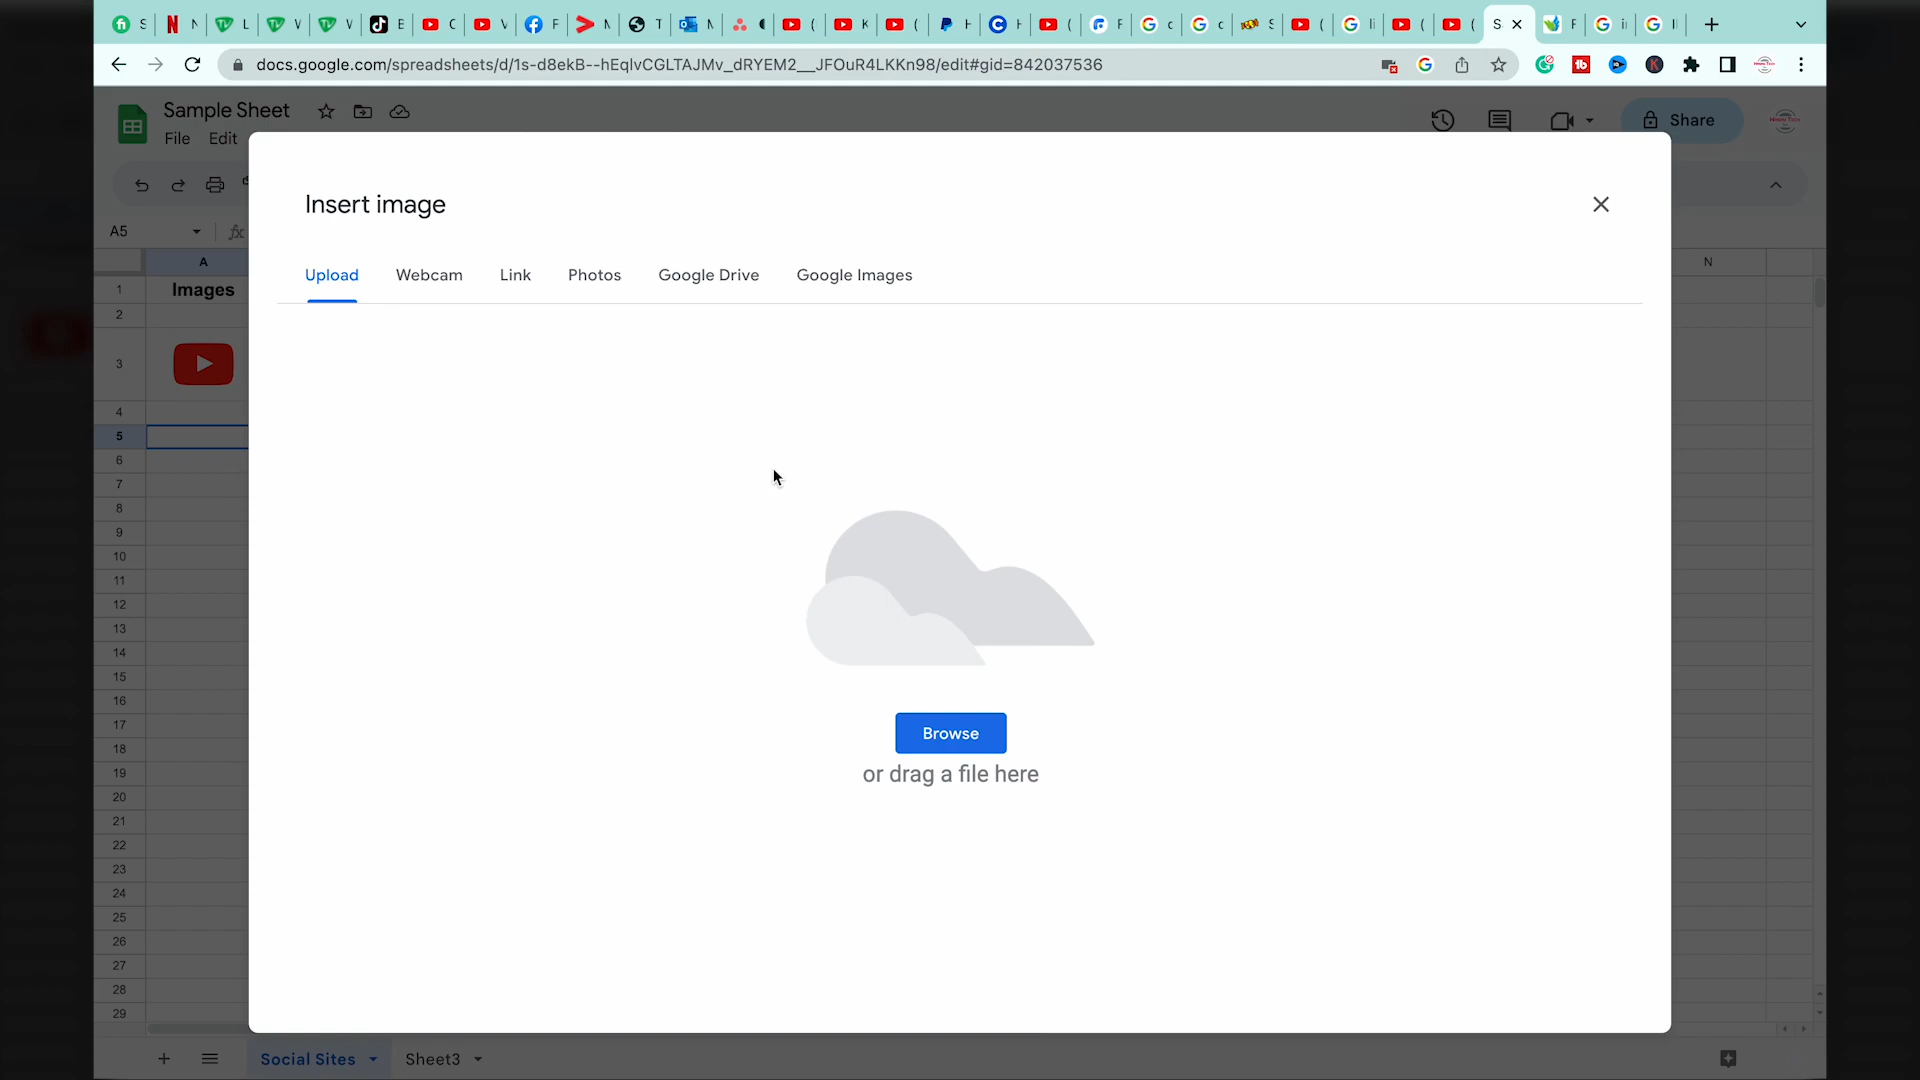 docs.google.com/spreadsheets/d/1s-d8ekB--hEqlvCGLTAJMv_dRYEM2__JFOuR4LKKn98/edit#gid=842037536
Sample Sheet
File Edit
Share
A5
fx
A
N
Insert image
Upload Webcam Link Photos Google Drive Google Images
1 Images
2
3
4
5
6
7
8
9
10
11
12
13
14
15
16
17
18
19
20
21
22
23
24
25
26
27
28
29
Browse
or drag a file here
Social Sites Sheet3